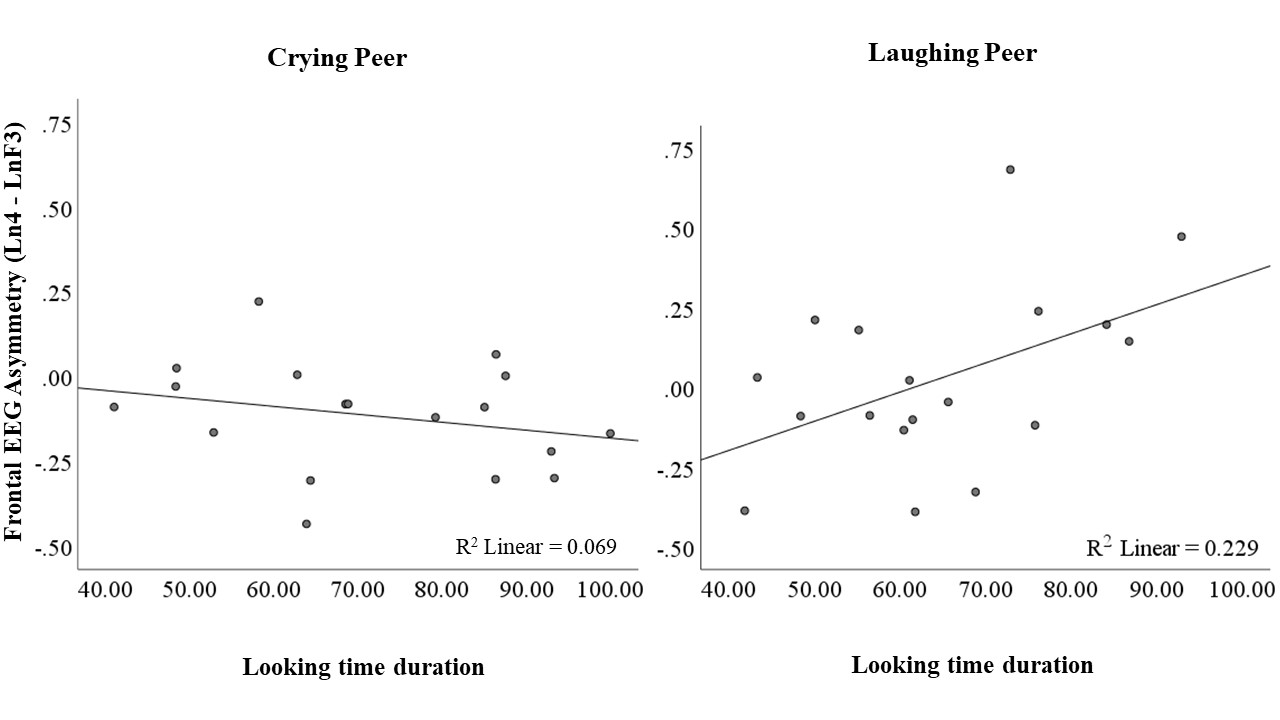 Crying Peer
Frontal EEG Asymmetry (Ln4 - LnF3)
.75
.50
.25
.00
-.25
-.50
R² Linear = 0.069
40.00 50.00 60.00 70.00 80.00 90.00 100.00
Looking time duration
Laughing Peer
.75
.50
.25
.00
-.25
-.50
R² Linear = 0.229
40.00 50.00 60.00 70.00 80.00 90.00 100.00
Looking time duration